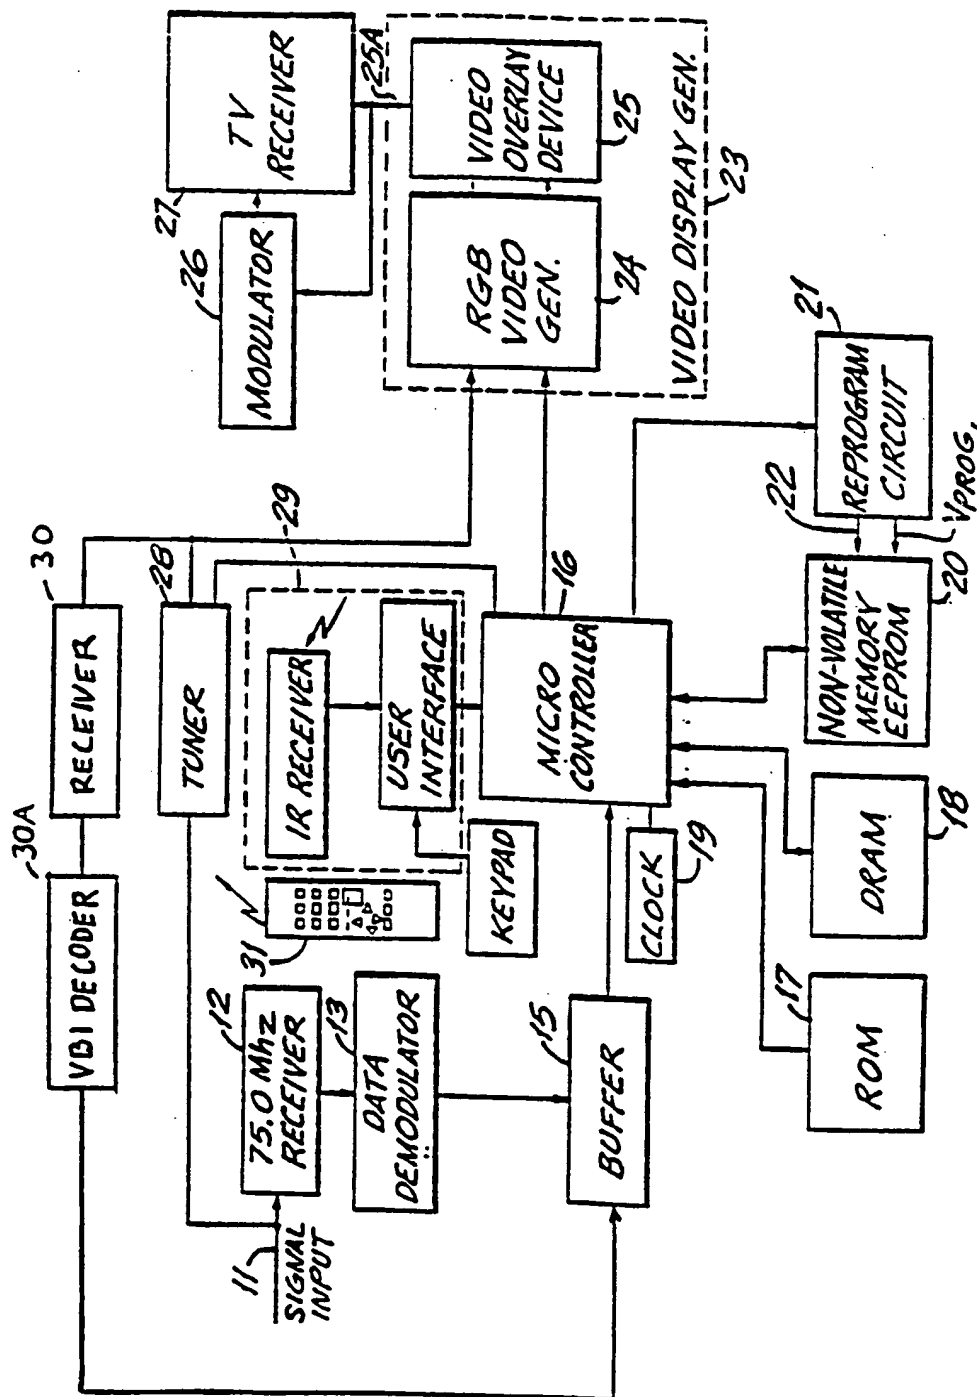 30A
VBI DECODER
30
RECEIVER
28
TUNER
11
SIGNAL
INPUT
12
75.0 Mhz
RECEIVER
13
DATA
DEMODULATOR
31
29
IR RECEIVER
USER
INTERFACE
KEYPAD
15
BUFFER
16
MICRO
CONTROLLER
CLOCK
19
17
ROM
DRAM
18
NON-VOLATILE
MEMORY
EEPROM
20
22
VPROG.
21
REPROGRAM
CIRCUIT
26
MODULATOR
27
TV
RECEIVER
25A
RGB
VIDEO
GEN.
24
VIDEO
OVERLAY
DEVICE
25
VIDEO DISPLAY GEN.
23